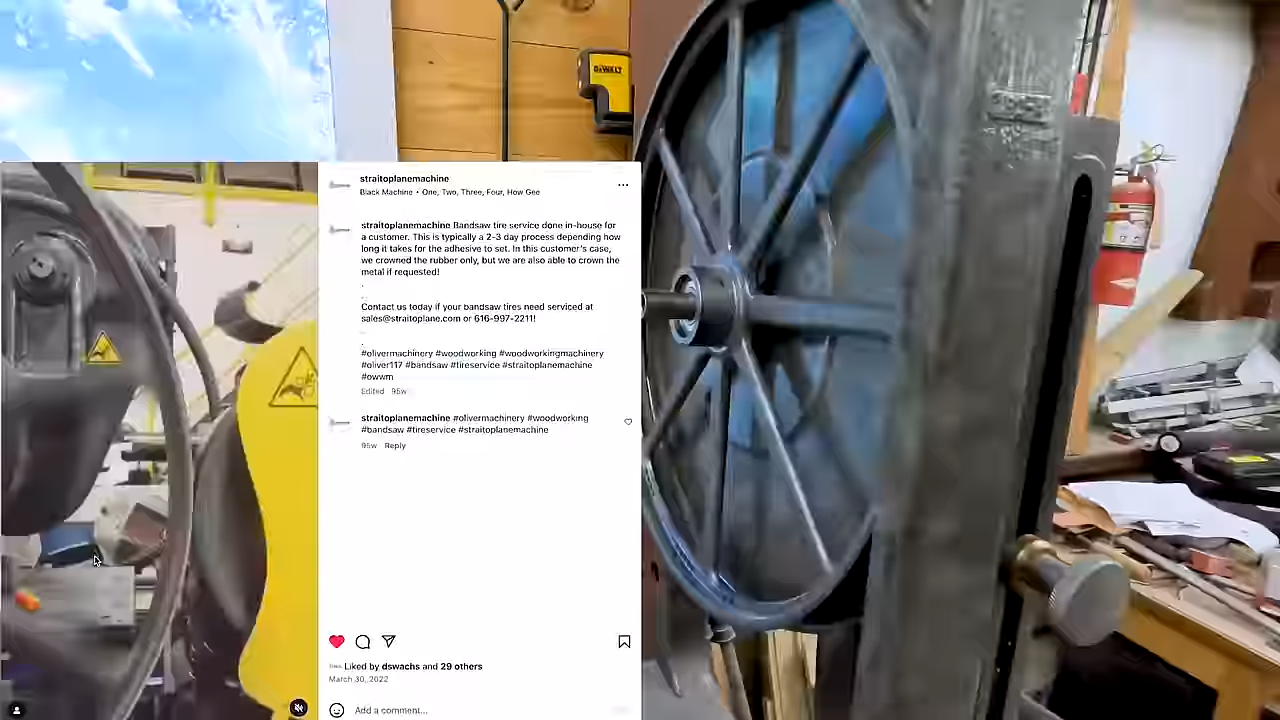 DEWALT
straitoplanemachine
Black Machine • One, Two, Three, Four, How Gee
straitoplanemachine Bandsaw tire service done in-house for
a customer. This is typically a 2-3 day process depending how
long it takes for the adhesive to set. In this customer's case,
we crowned the rubber only, but we are also able to crown the
metal if requested!
.
.
Contact us today if your bandsaw tires need serviced at
sales@straitoplane.com or 616-997-2211!
.
.
#olivermachinery #woodworking #woodworkingmachinery
#oliver117 #bandsaw #tireservice #straitoplanemachine
#owwm
Edited 95w
straitoplanemachine #olivermachinery #woodworking
#bandsaw #tireservice #straitoplanemachine
95w Reply
Liked by dswachs and 29 others
March 30, 2022
Add a comment...